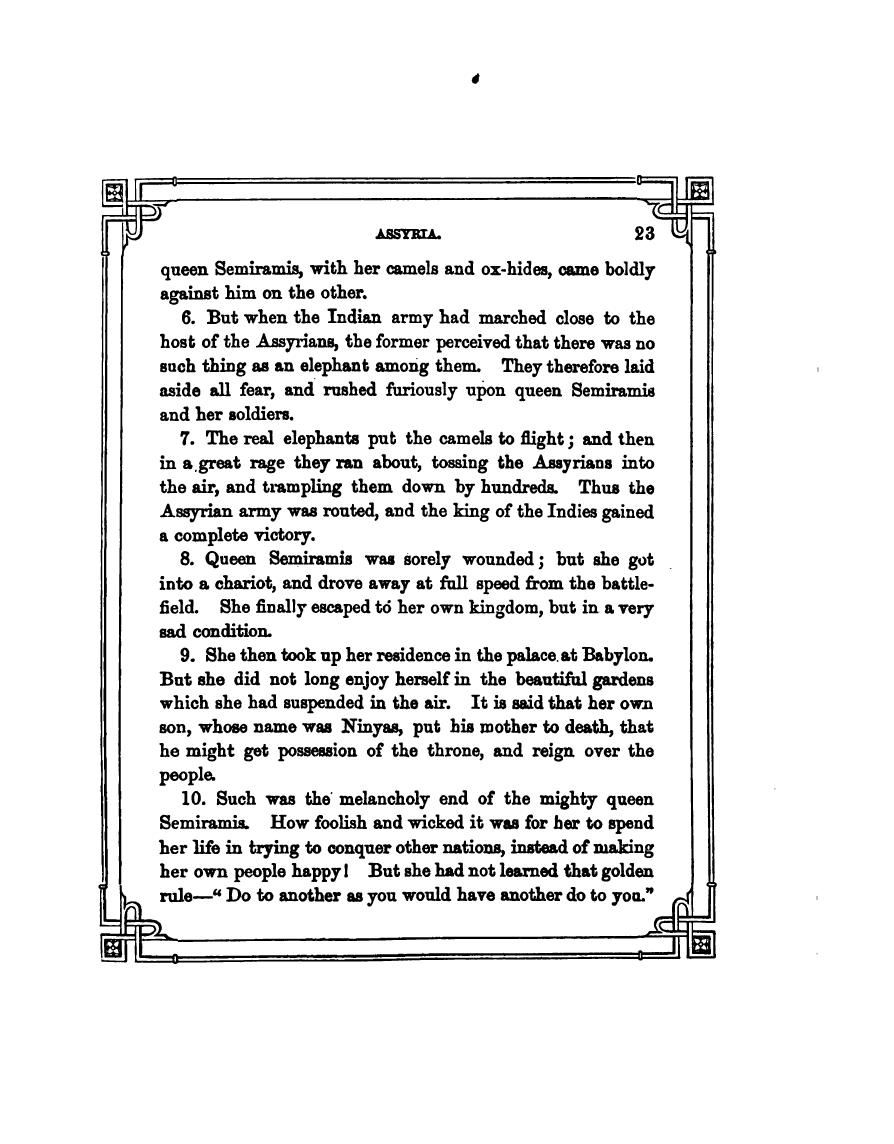 ASSYRIA. 23
queen Semiramis, with her camels and ox-hides, came boldly
against him on the other.
6. But when the Indian army had marched close to the
host of the Assyrians, the former perceived that there was no
such thing as an elephant among them. They therefore laid
aside all fear, and rushed furiously upon queen Semiramis
and her soldiers.
7. The real elephants put the camels to flight; and then
in a great rage they ran about, tossing the Assyrians into
the air, and trampling them down by hundreds. Thus the
Assyrian army was routed, and the king of the Indies gained
a complete victory.
8. Queen Semiramis was sorely wounded; but she got
into a chariot, and drove away at full speed from the battle-
field. She finally escaped to her own kingdom, but in a very
sad condition.
9. She then took up her residence in the palace at Babylon.
But she did not long enjoy herself in the beautiful gardens
which she had suspended in the air. It is said that her own
son, whose name was Ninyas, put his mother to death, that
he might get possession of the throne, and reign over the
people.
10. Such was the melancholy end of the mighty queen
Semiramis. How foolish and wicked it was for her to spend
her life in trying to conquer other nations, instead of making
her own people happy! But she had not learned that golden
rule—“ Do to another as you would have another do to you.”